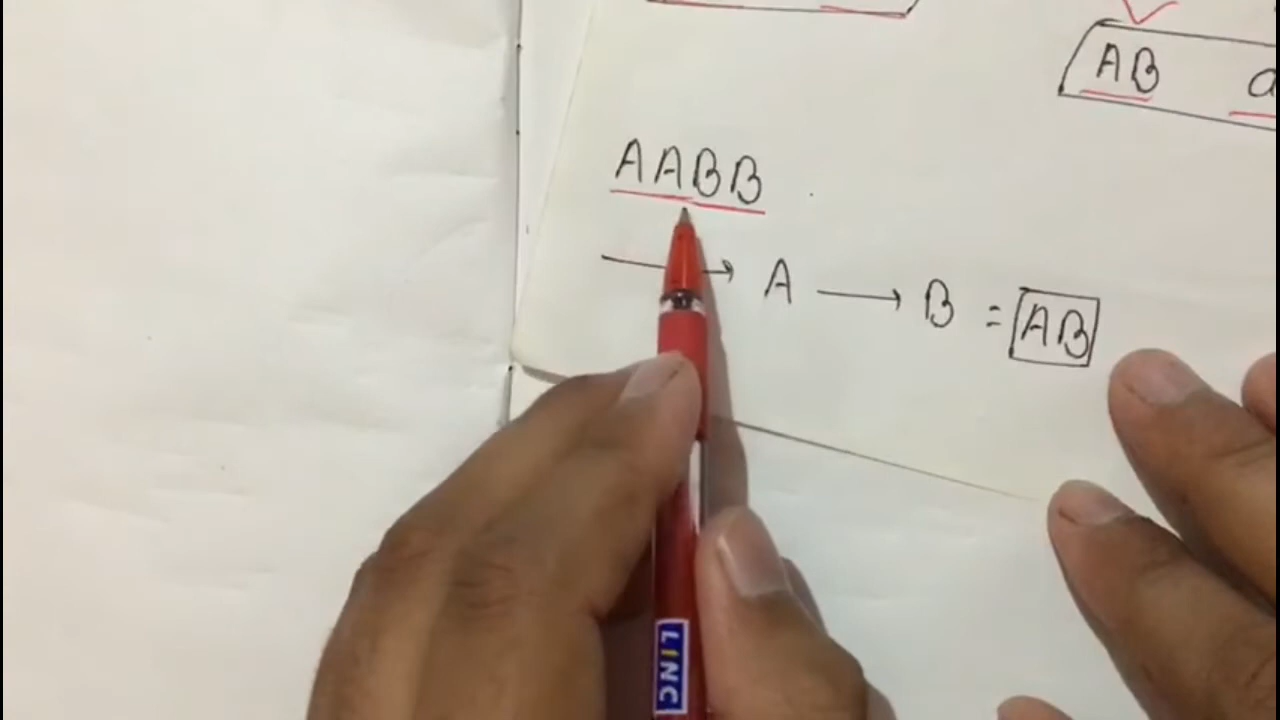 AB
AABB
→ A → B = AB
LINC